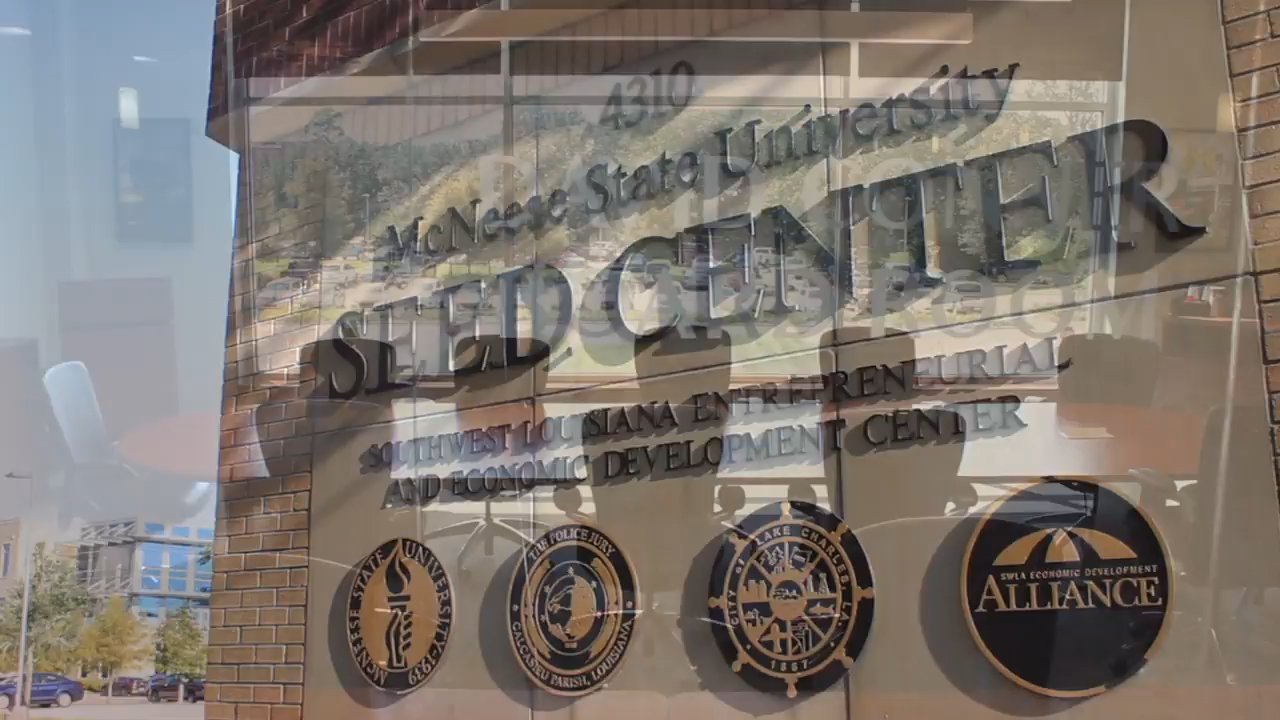 4310
McNeese State University
SEED CENTER
SOUTHWEST LOUISIANA ENTREPRENEURIAL
AND ECONOMIC DEVELOPMENT CENTER
MCNEESE STATE UNIVERSITY · 1939
THE POLICE JURY
CALCASIEU PARISH, LOUISIANA
CITY OF LAKE CHARLES, LA.
1867
SWLA ECONOMIC DEVELOPMENT
ALLIANCE
ROOM